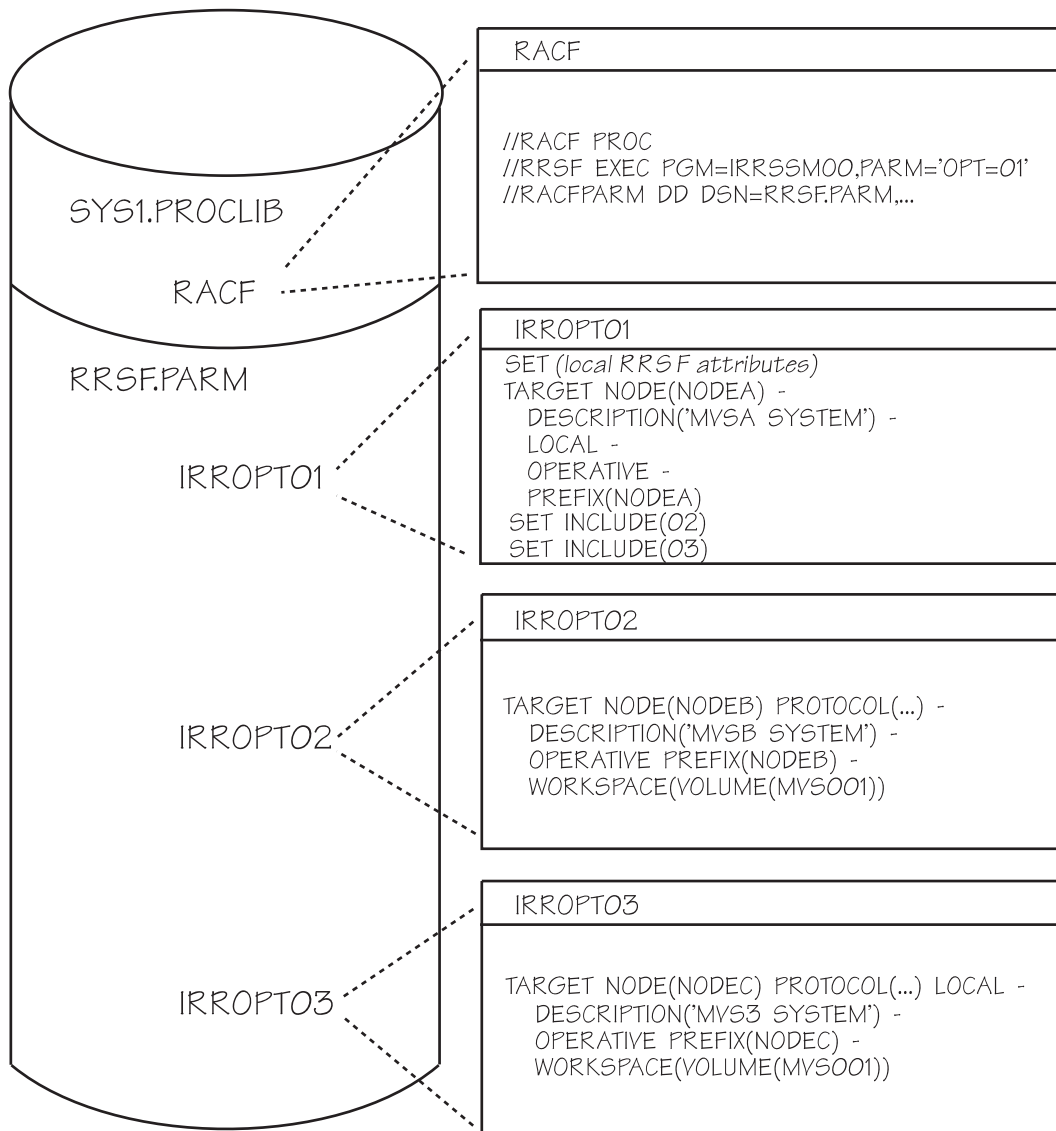 SYS1.PROCLIB
RACF
RRSF.PARM
IRROPT01
IRROPT02
IRROPT03
RACF
//RACF PROC
//RRSF EXEC PGM=IRRSSM00,PARM='OPT=01'
//RACFPARM DD DSN=RRSF.PARM,...
IRROPT01
SET (local RRSF attributes)
TARGET NODE(NODEA) -
DESCRIPTION('MVSA SYSTEM') -
LOCAL -
OPERATIVE -
PREFIX(NODEA)
SET INCLUDE(02)
SET INCLUDE(03)
IRROPT02
TARGET NODE(NODEB) PROTOCOL(...) -
DESCRIPTION('MVSB SYSTEM') -
OPERATIVE PREFIX(NODEB) -
WORKSPACE(VOLUME(MVS001))
IRROPT03
TARGET NODE(NODEC) PROTOCOL(...) LOCAL -
DESCRIPTION('MVS3 SYSTEM') -
OPERATIVE PREFIX(NODEC) -
WORKSPACE(VOLUME(MVS001))